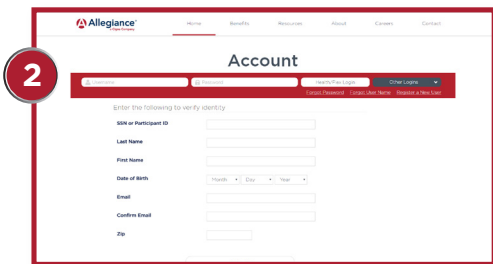 Allegiance
A Cigna Company
Home Benefits Resources About Careers Contact
Account
2
Username Password Health/Flex Login Other Logins
Forgot Password Forgot User Name Register a New User
Enter the following to verify identity
SSN or Participant ID
Last Name
First Name
Date of Birth Month Day Year
Email
Confirm Email
Zip